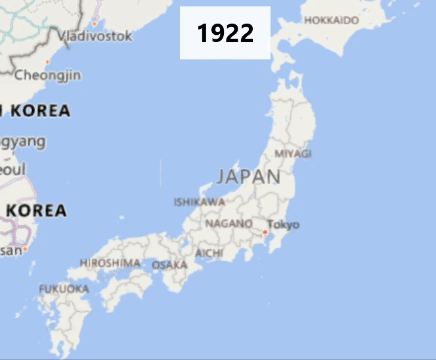 1922
HOKKAIDO
Vladivostok
Cheongjin
KOREA
gyang
MIYAGI
eoul
JAPAN
ISHIKAWA
KOREA
NAGANO
Tokyo
san
AICHI
HIROSHIMA
OSAKA
FUKUOKA